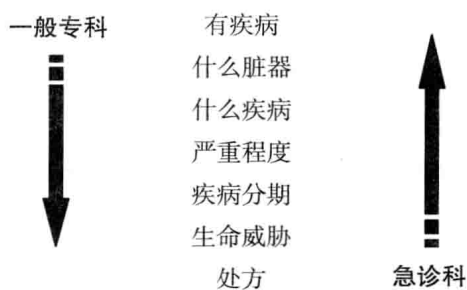 一般专科
有疾病
什么脏器
什么疾病
严重程度
疾病分期
生命威胁
处方
急诊科